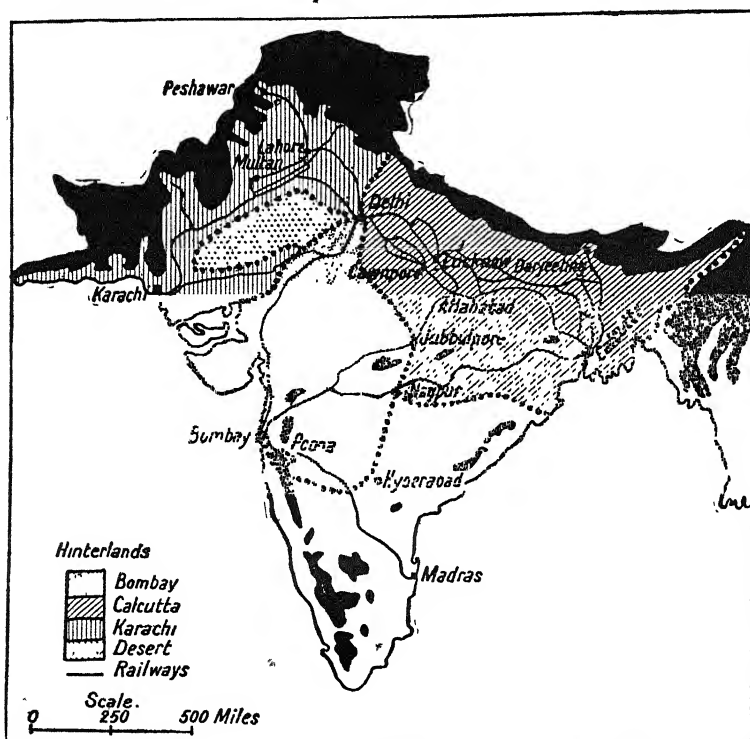 Peshawar
Lahore
Multan
Delhi
Cawnpore
Lucknow
Darjeeling
Karachi
Allahabad
Jubbulpore
Nagpur
Bombay
Poona
Hyderabad
Madras
Hinterlands
Bombay
Calcutta
Karachi
Desert
Railways
Scale.
0 250 500 Miles